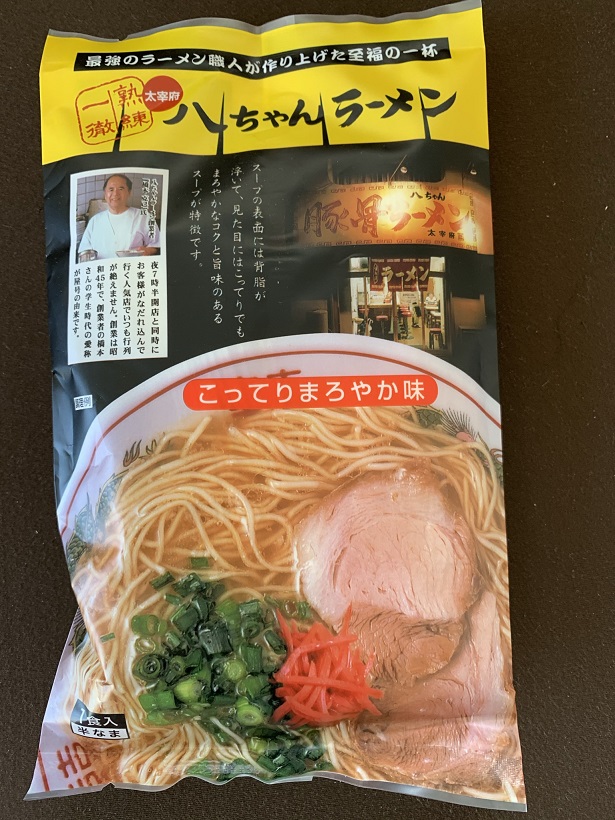 最強のラーメン職人が作り上げた至福の一杯
熟練
一徹
太宰府
八ちゃんラーメン
スープの表面には背脂が
浮いて、見た目にはこってりでも
まろやかなコクと旨味のある
スープが特徴です。
八ちゃん
豚骨ラーメン
太宰府
ラーメン
夜7時半開店と同時に
お客様がなだれ込んで
行く人気店でいつも行列
が絶えません。創業は昭
和45年で、創業者の橋本
さんの学生時代の愛称
が屋号の由来です。
こってりまろやか味
調理例
1食入
半なま